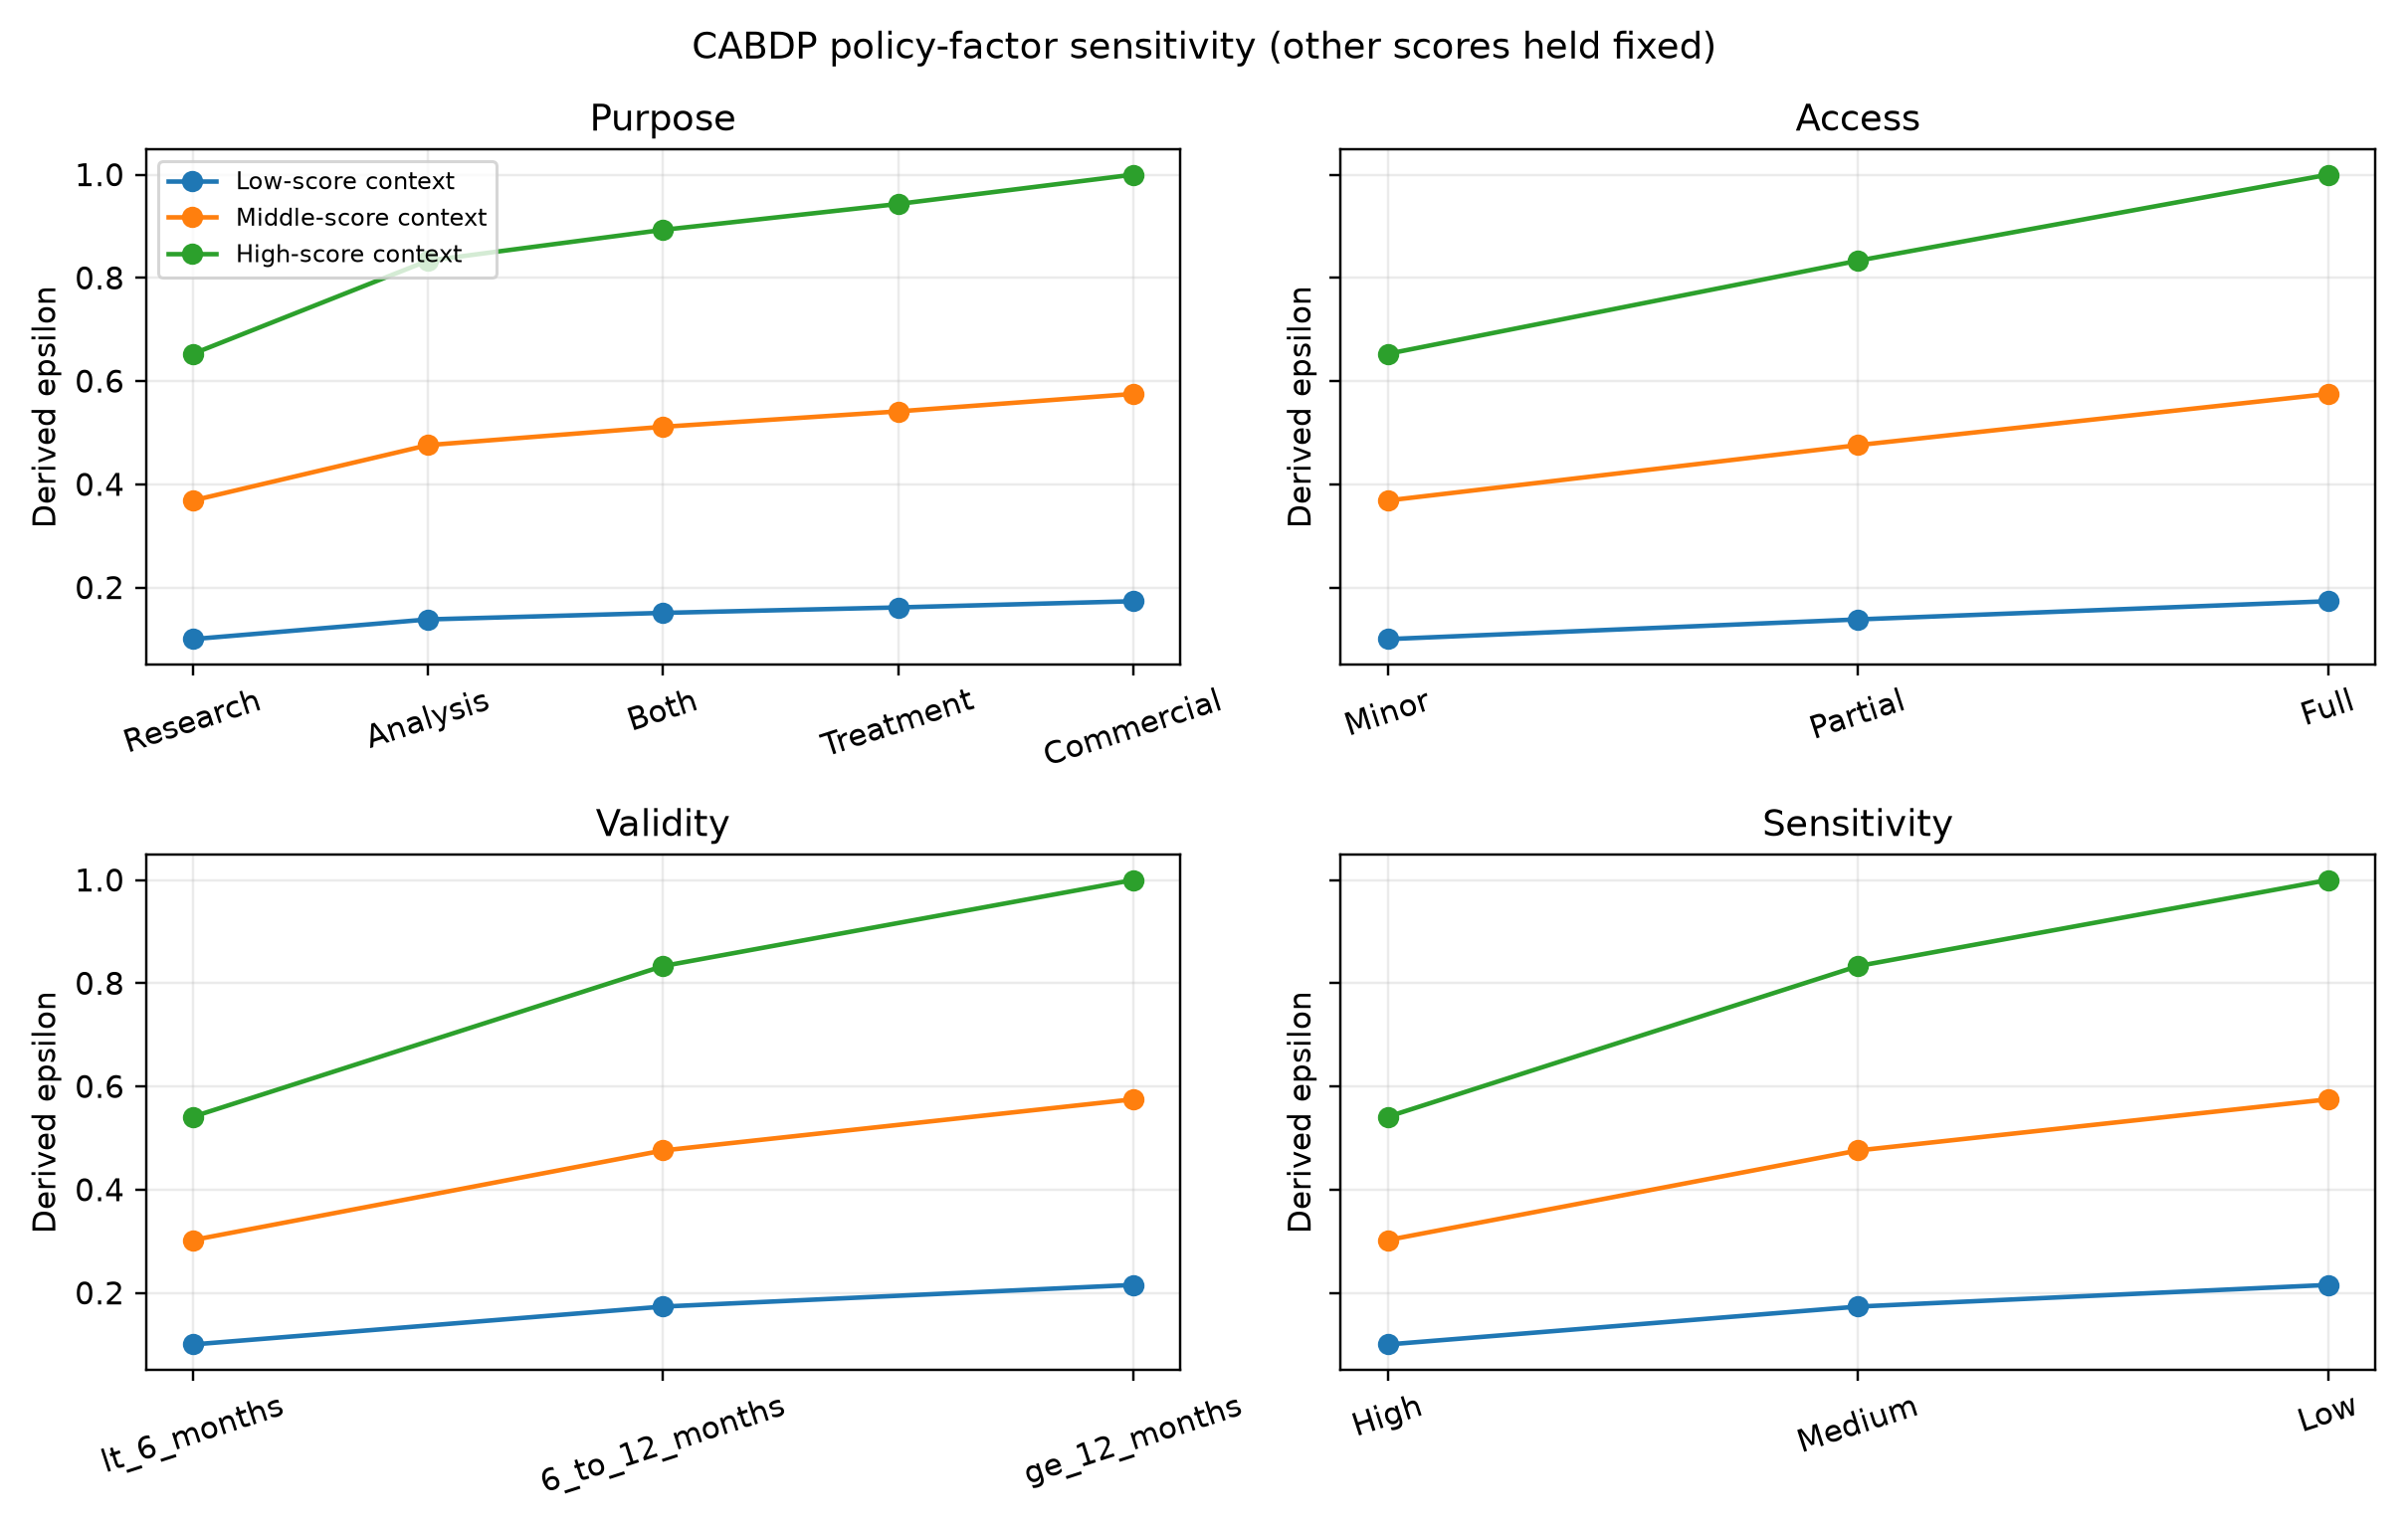 CABDP policy-factor sensitivity (other scores held fixed)
Purpose
Derived epsilon
1.0
0.8
0.6
0.4
0.2
Low-score context
Middle-score context
High-score context
Research
Analysis
Both
Treatment
Commercial
Access
Derived epsilon
Minor
Partial
Full
Validity
Derived epsilon
1.0
0.8
0.6
0.4
0.2
lt_6_months
6_to_12_months
ge_12_months
Sensitivity
Derived epsilon
High
Medium
Low